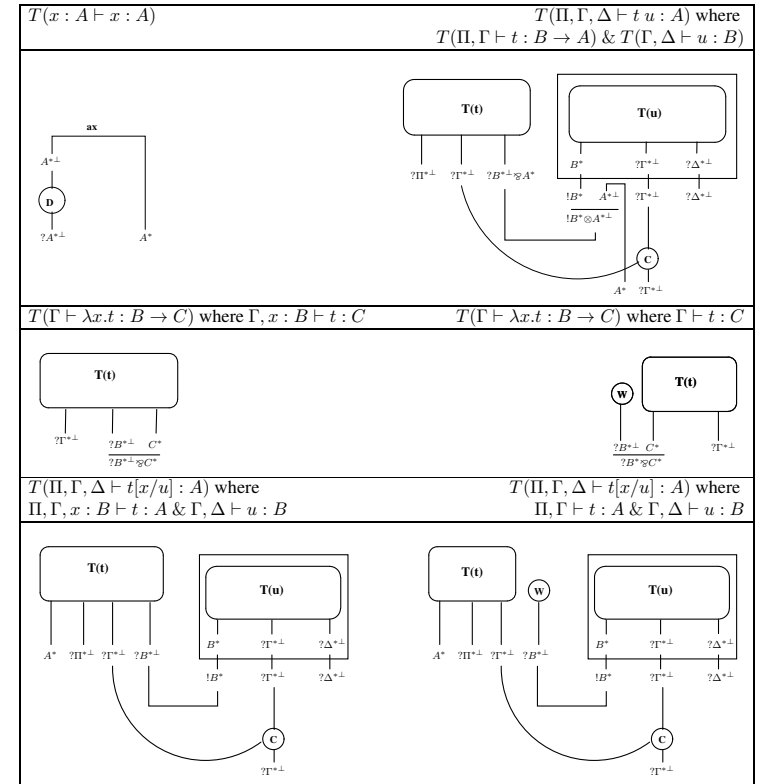 T(x : A ⊢ x : A)
T(Π, Γ, Δ ⊢ t u : A) where
T(Π, Γ ⊢ t : B → A) & T(Γ, Δ ⊢ u : B)
ax
A*⊥
D
?A*⊥ A*
T(t) T(u)
B* ?Γ*⊥ ?Δ*⊥
?Π*⊥ ?Γ*⊥ ?B*⊥⅋A*
!B* A*⊥ ?Γ*⊥ ?Δ*⊥
!B*⊗A*⊥
C
A* ?Γ*⊥
T(Γ ⊢ λx.t : B → C) where Γ, x : B ⊢ t : C
T(Γ ⊢ λx.t : B → C) where Γ ⊢ t : C
T(t)
?Γ*⊥ ?B*⊥ C*
?B*⊥⅋C*
W T(t)
?B*⊥ C* ?Γ*⊥
?B*⅋C*
T(Π, Γ, Δ ⊢ t[x/u] : A) where
Π, Γ, x : B ⊢ t : A & Γ, Δ ⊢ u : B
T(Π, Γ, Δ ⊢ t[x/u] : A) where
Π, Γ ⊢ t : A & Γ, Δ ⊢ u : B
T(t) T(u)
B* ?Γ*⊥ ?Δ*⊥
A* ?Π*⊥ ?Γ*⊥ ?B*⊥
!B* ?Γ*⊥ ?Δ*⊥
C
?Γ*⊥
T(t) W T(u)
B* ?Γ*⊥ ?Δ*⊥
A* ?Π*⊥ ?Γ*⊥ ?B*⊥
!B* ?Γ*⊥ ?Δ*⊥
C
?Γ*⊥